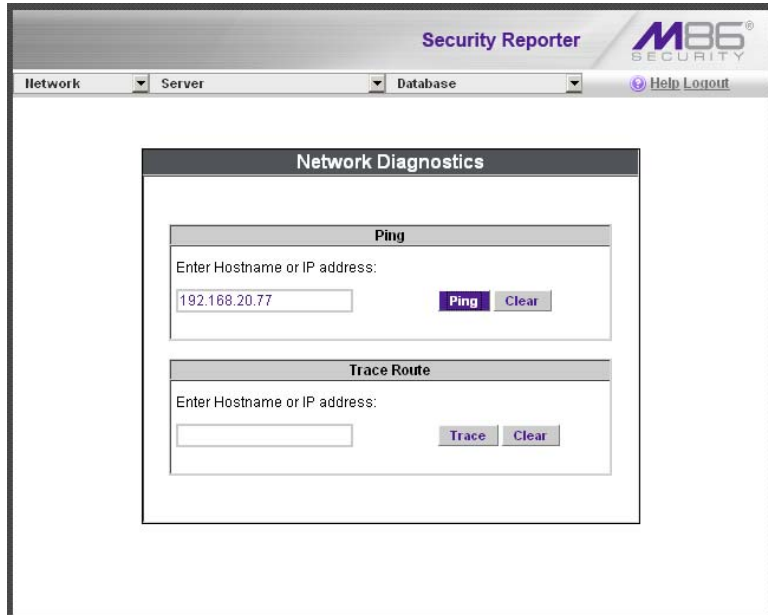 Security Reporter
M86®
SECURITY
Network Server Database Help Logout
Network Diagnostics
Ping
Enter Hostname or IP address:
192.168.20.77 Ping Clear
Trace Route
Enter Hostname or IP address:
Trace Clear